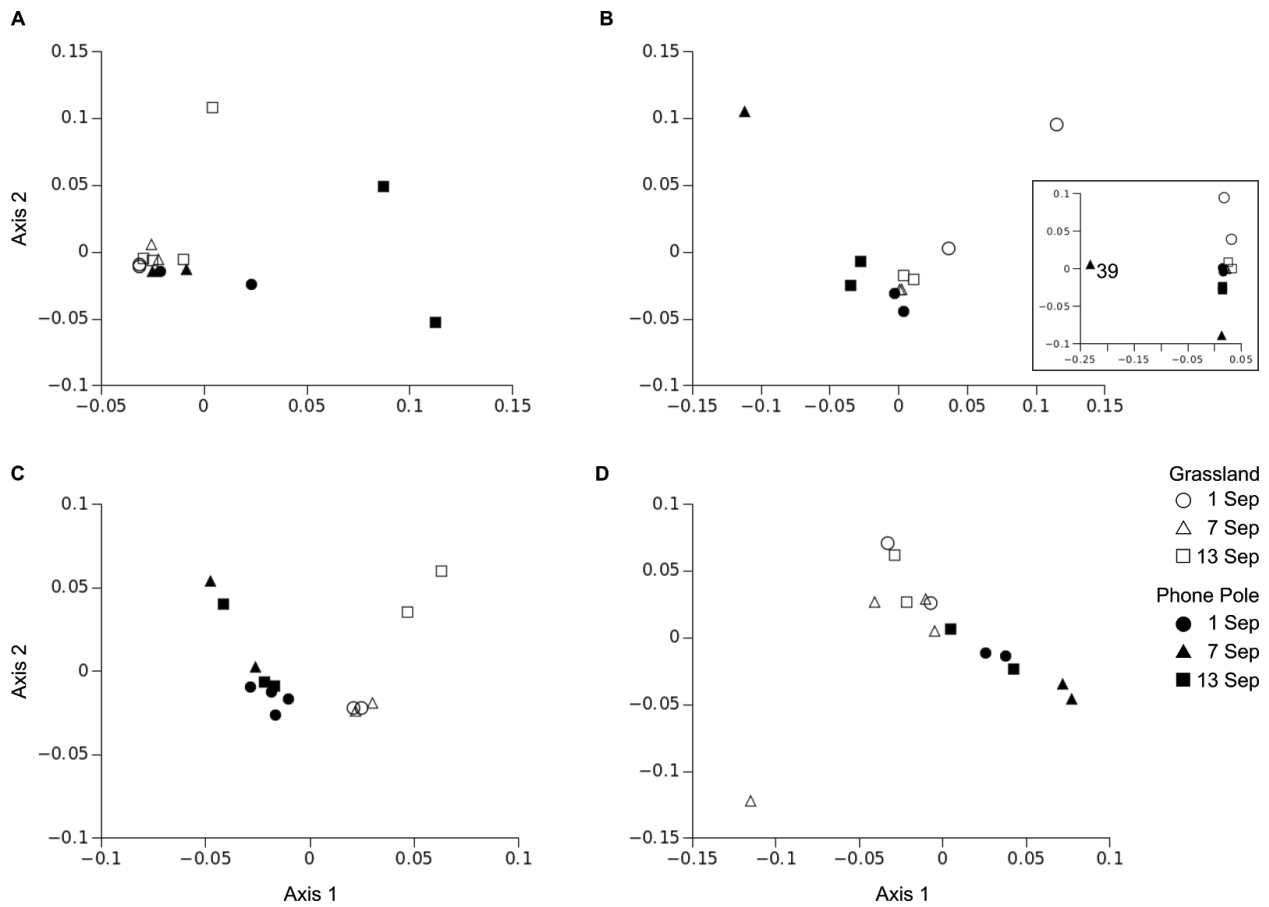 A
0.15
0.1
0.05
0
−0.05
−0.1
−0.05 0 0.05 0.1 0.15
Axis 2
B
0.15
0.1
0.05
0
−0.05
−0.1
−0.15 −0.1 −0.05 0 0.05 0.1 0.15
0.1
0.05
0
−0.05
−0.1
−0.25 −0.15 −0.05 0.05
39
C
0.1
0.05
0
−0.05
−0.1
−0.1 −0.05 0 0.05 0.1
Axis 2
Axis 1
D
0.1
0.05
0
−0.05
−0.1
−0.15
−0.15 −0.1 −0.05 0 0.05 0.1
Axis 1
Grassland
1 Sep
7 Sep
13 Sep
Phone Pole
1 Sep
7 Sep
13 Sep